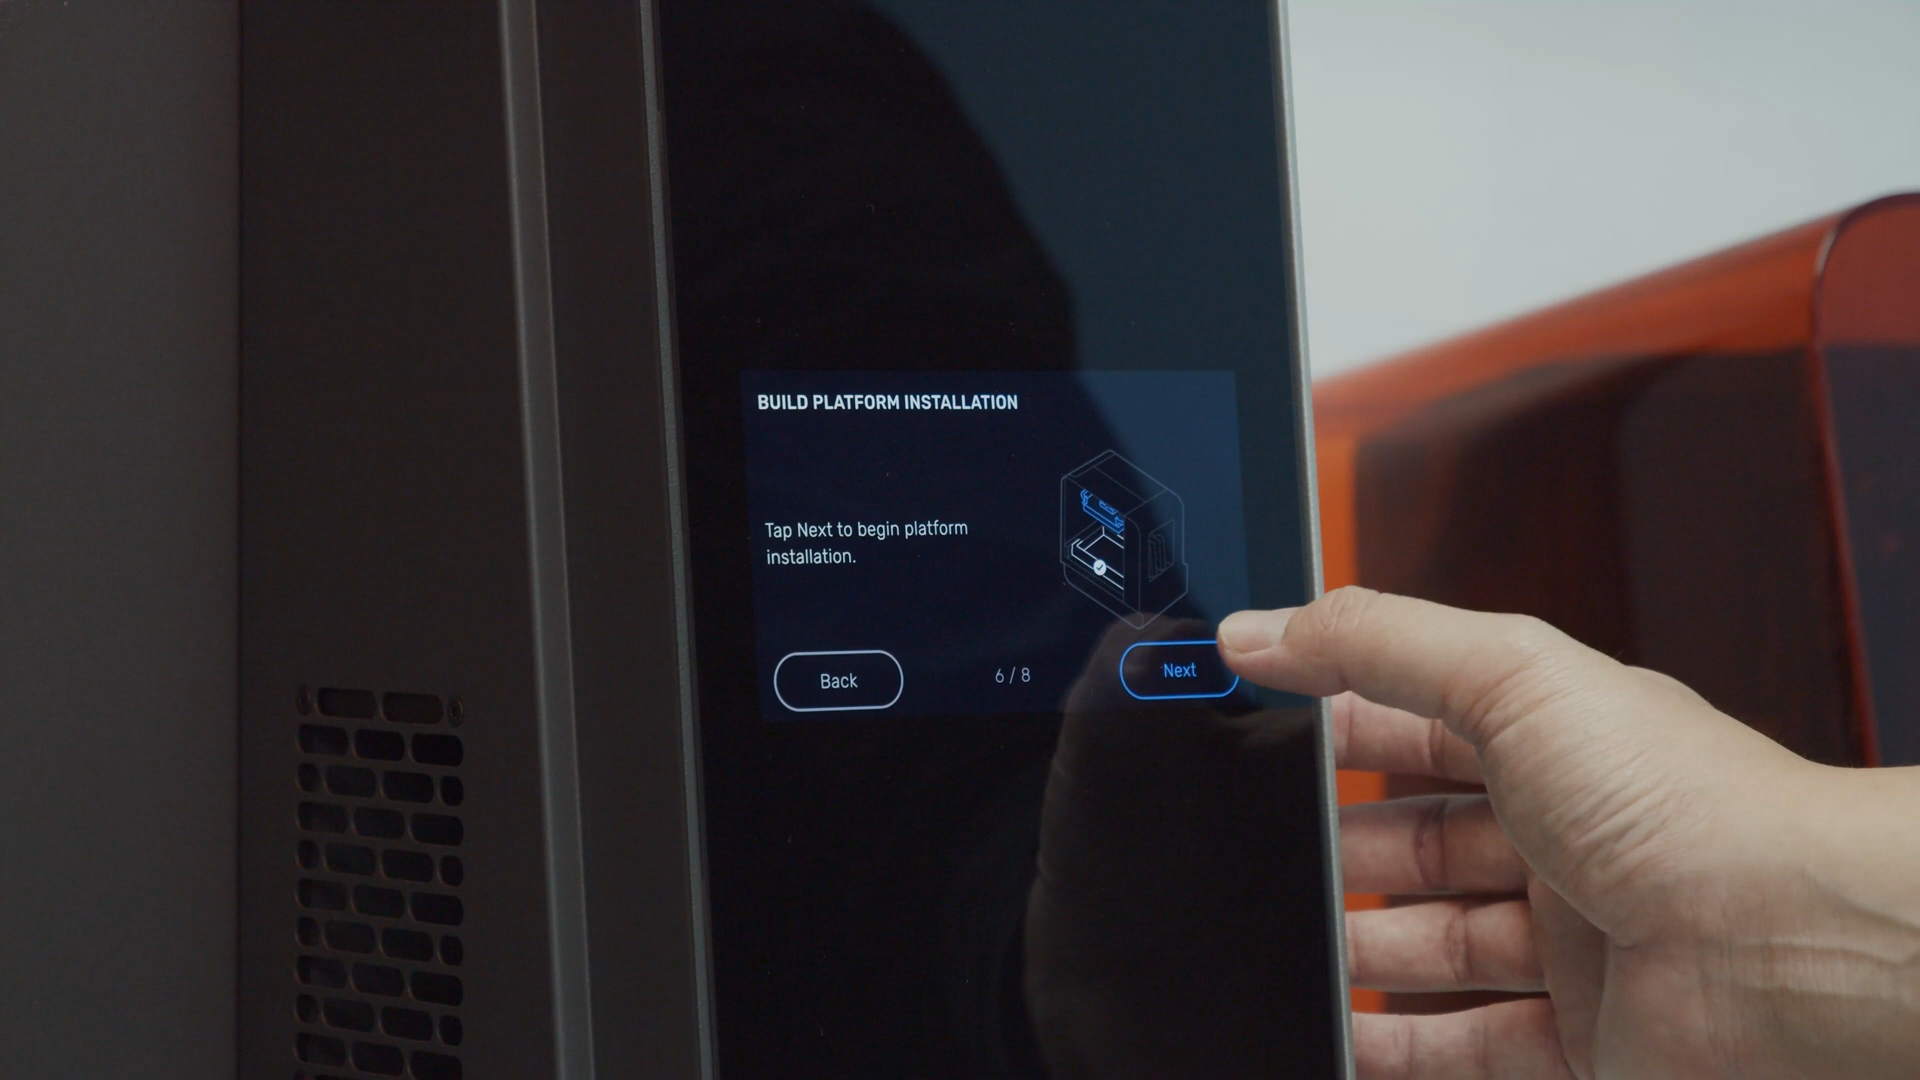 BUILD PLATFORM INSTALLATION
Tap Next to begin platform
installation.
Back
6 / 8
Next